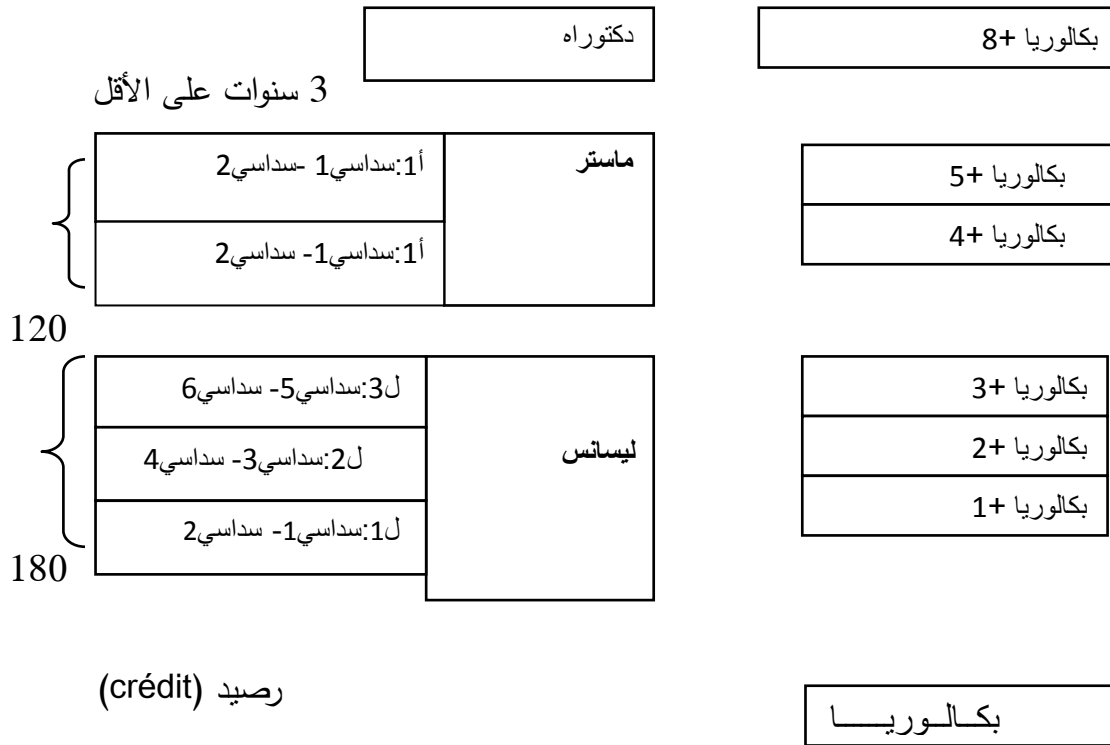 بكالوريا +8
دكتوراه
3 سنوات على الأقل
بكالوريا +5
ماستر
أ1:سداسي1 -سداسي2
بكالوريا +4
أ1:سداسي1- سداسي2
120
بكالوريا +3
ل3:سداسي5- سداسي6
بكالوريا +2
ليسانس
ل2:سداسي3- سداسي4
بكالوريا +1
ل1:سداسي1- سداسي2
180
رصيد (crédit)
بكــالــوريــــــا